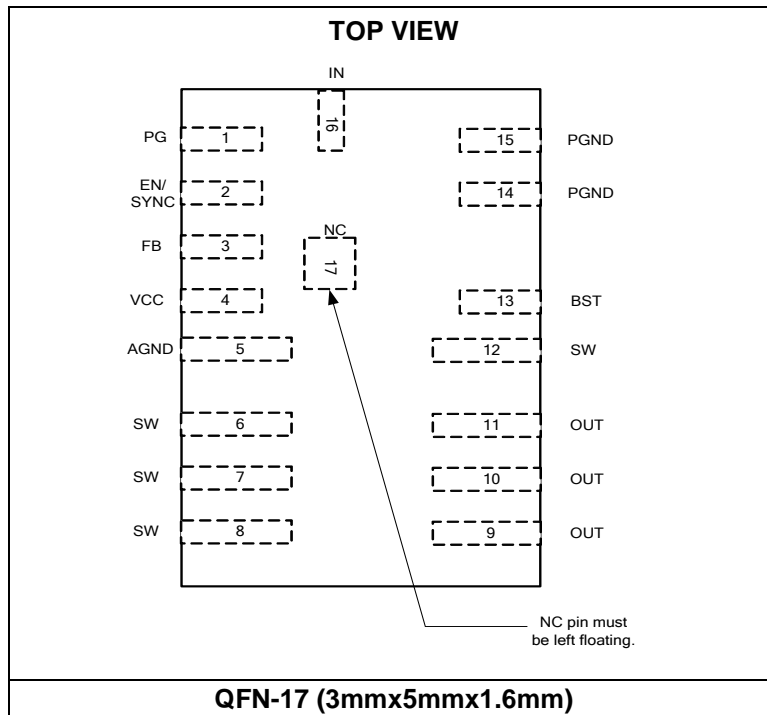 TOP VIEW
IN
16
PG 1
15 PGND
EN/
SYNC
2
14 PGND
FB 3
NC
17
VCC 4
13 BST
AGND 5
12 SW
SW 6
11 OUT
SW 7
10 OUT
SW 8
9 OUT
NC pin must
be left floating.
QFN-17 (3mmx5mmx1.6mm)